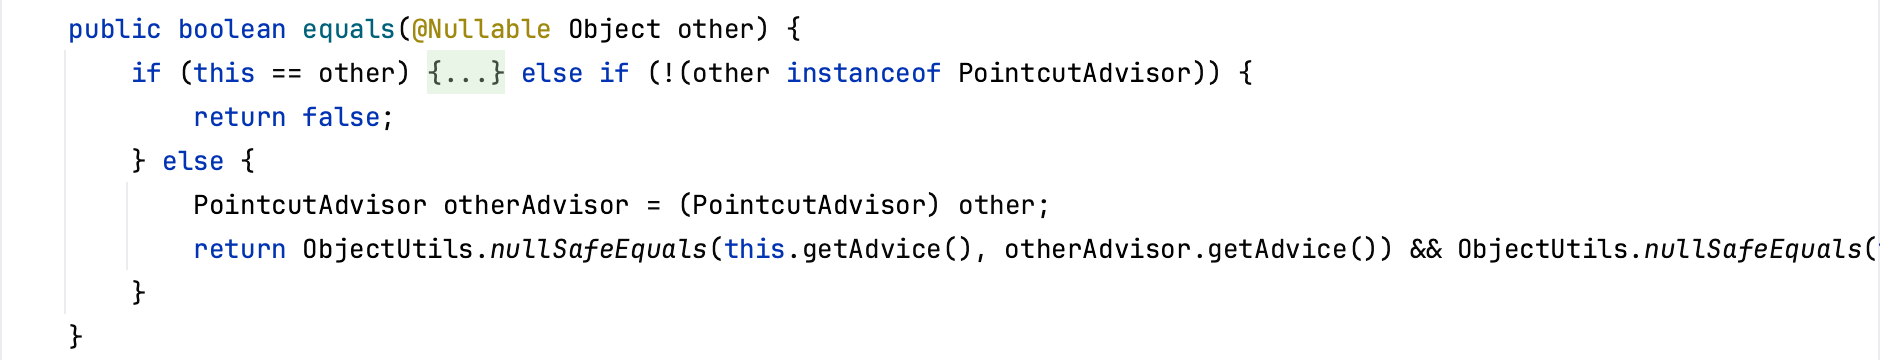 public boolean equals(@Nullable Object other) {
if (this == other) {...} else if (!(other instanceof PointcutAdvisor)) {
return false;
} else {
PointcutAdvisor otherAdvisor = (PointcutAdvisor) other;
return ObjectUtils.nullSafeEquals(this.getAdvice(), otherAdvisor.getAdvice()) && ObjectUtils.nullSafeEquals(
}
}